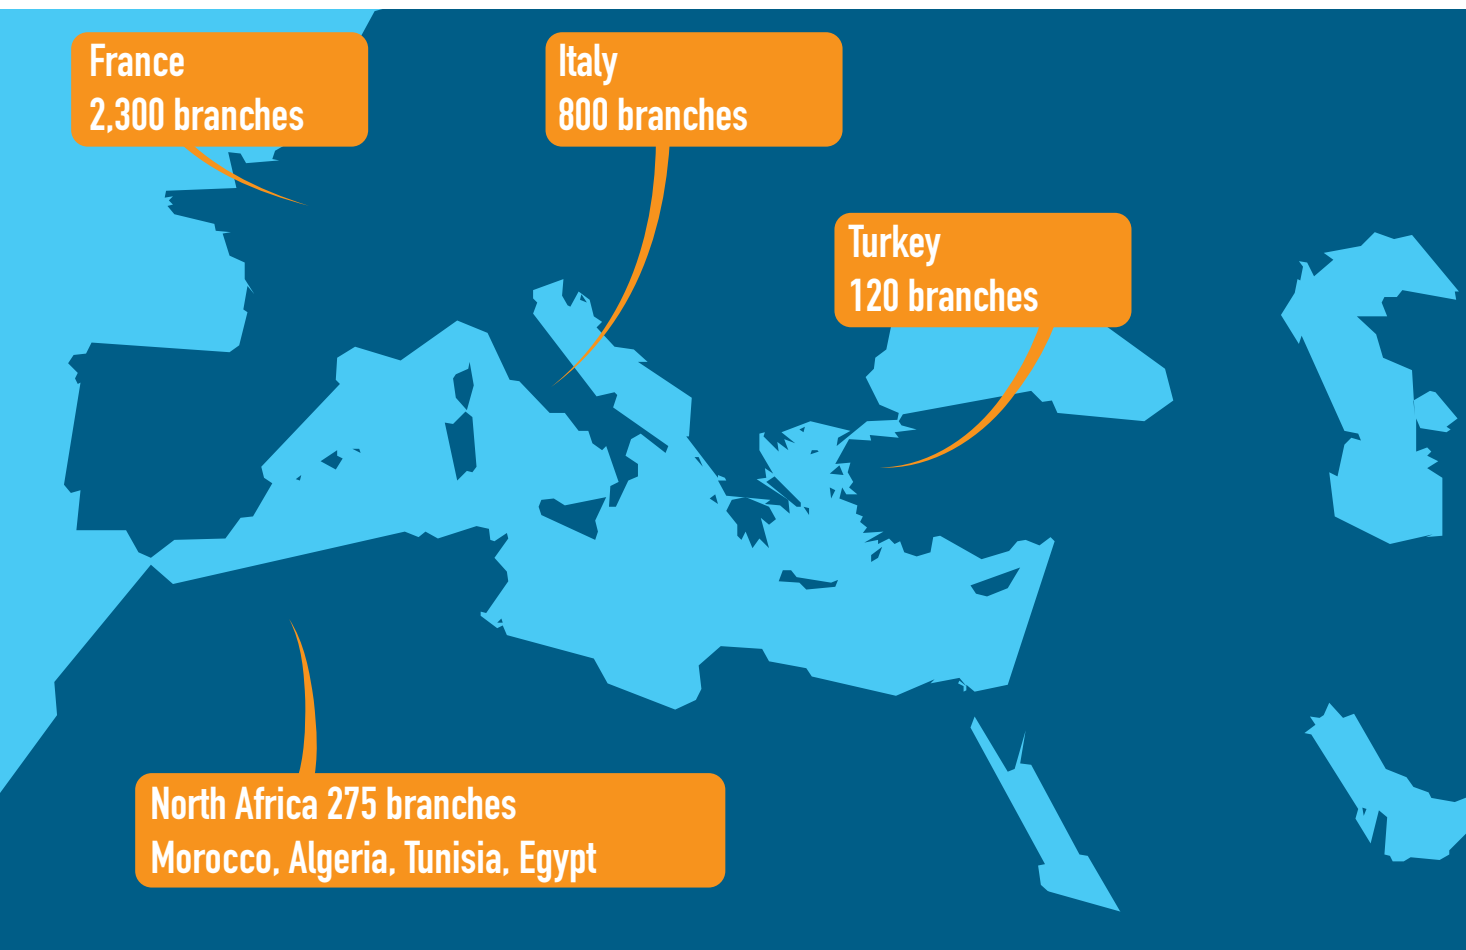 France
2,300 branches
Italy
800 branches
Turkey
120 branches
North Africa 275 branches
Morocco, Algeria, Tunisia, Egypt